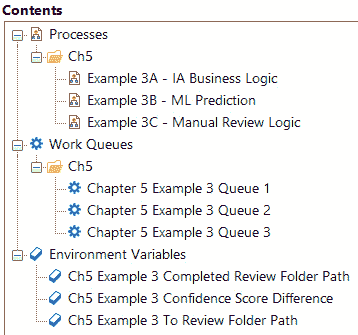 Contents
Processes
Ch5
Example 3A - IA Business Logic
Example 3B - ML Prediction
Example 3C - Manual Review Logic
Work Queues
Ch5
Chapter 5 Example 3 Queue 1
Chapter 5 Example 3 Queue 2
Chapter 5 Example 3 Queue 3
Environment Variables
Ch5 Example 3 Completed Review Folder Path
Ch5 Example 3 Confidence Score Difference
Ch5 Example 3 To Review Folder Path